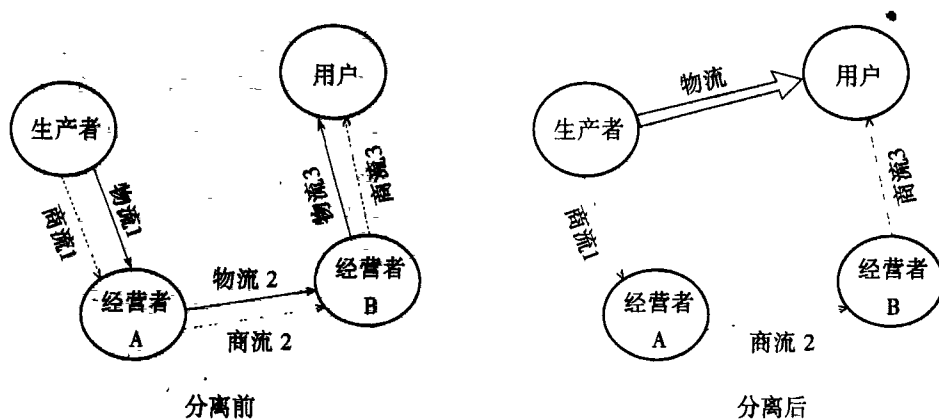 用户
生产者
物流1
商流1
物流3
商流3
经营者
A
物流 2
商流 2
经营者
B
分离前
用户
物流
生产者
商流1
商流3
经营者
A
商流 2
经营者
B
分离后